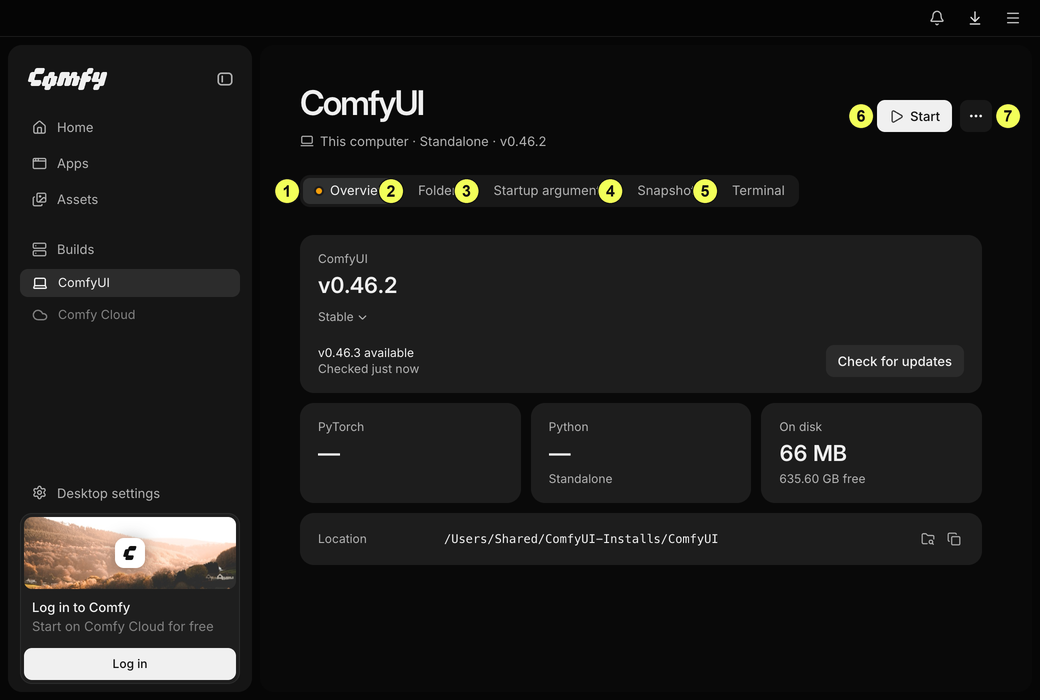 Comfy
Home
Apps
Assets
Builds
ComfyUI
Comfy Cloud
Desktop settings
Log in to Comfy
Start on Comfy Cloud for free
Log in
ComfyUI
This computer · Standalone · v0.46.2
6 Start ... 7
1 Overvie 2 Folder 3 Startup argument 4 Snapsho 5 Terminal
ComfyUI
v0.46.2
Stable
v0.46.3 available
Checked just now
Check for updates
PyTorch
—
Python
—
Standalone
On disk
66 MB
635.60 GB free
Location /Users/Shared/ComfyUI-Installs/ComfyUI